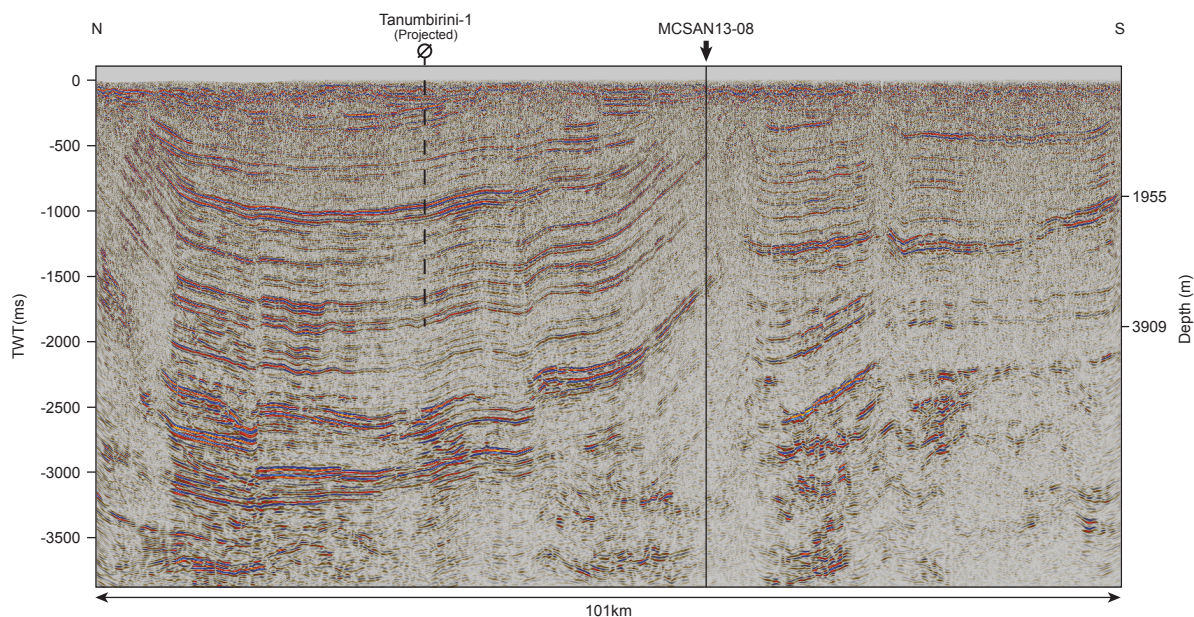 N
Tanumbirini-1
(Projected)
MCSAN13-08
S
0
-500
-1000
-1500
-2000
-2500
-3000
-3500
TWT(ms)
1955
3909
Depth (m)
101km